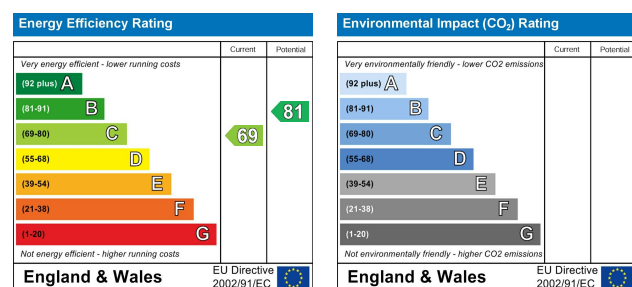 Energy Efficiency Rating
Current Potential
Very energy efficient - lower running costs
(92 plus) A
(81-91) B
(69-80) C
(55-68) D
(39-54) E
(21-38) F
(1-20) G
69
81
Not energy efficient - higher running costs
England & Wales
EU Directive
2002/91/EC
Environmental Impact (CO₂) Rating
Current Potential
Very environmentally friendly - lower CO2 emissions
(92 plus) A
(81-91) B
(69-80) C
(55-68) D
(39-54) E
(21-38) F
(1-20) G
Not environmentally friendly - higher CO2 emissions
England & Wales
EU Directive
2002/91/EC